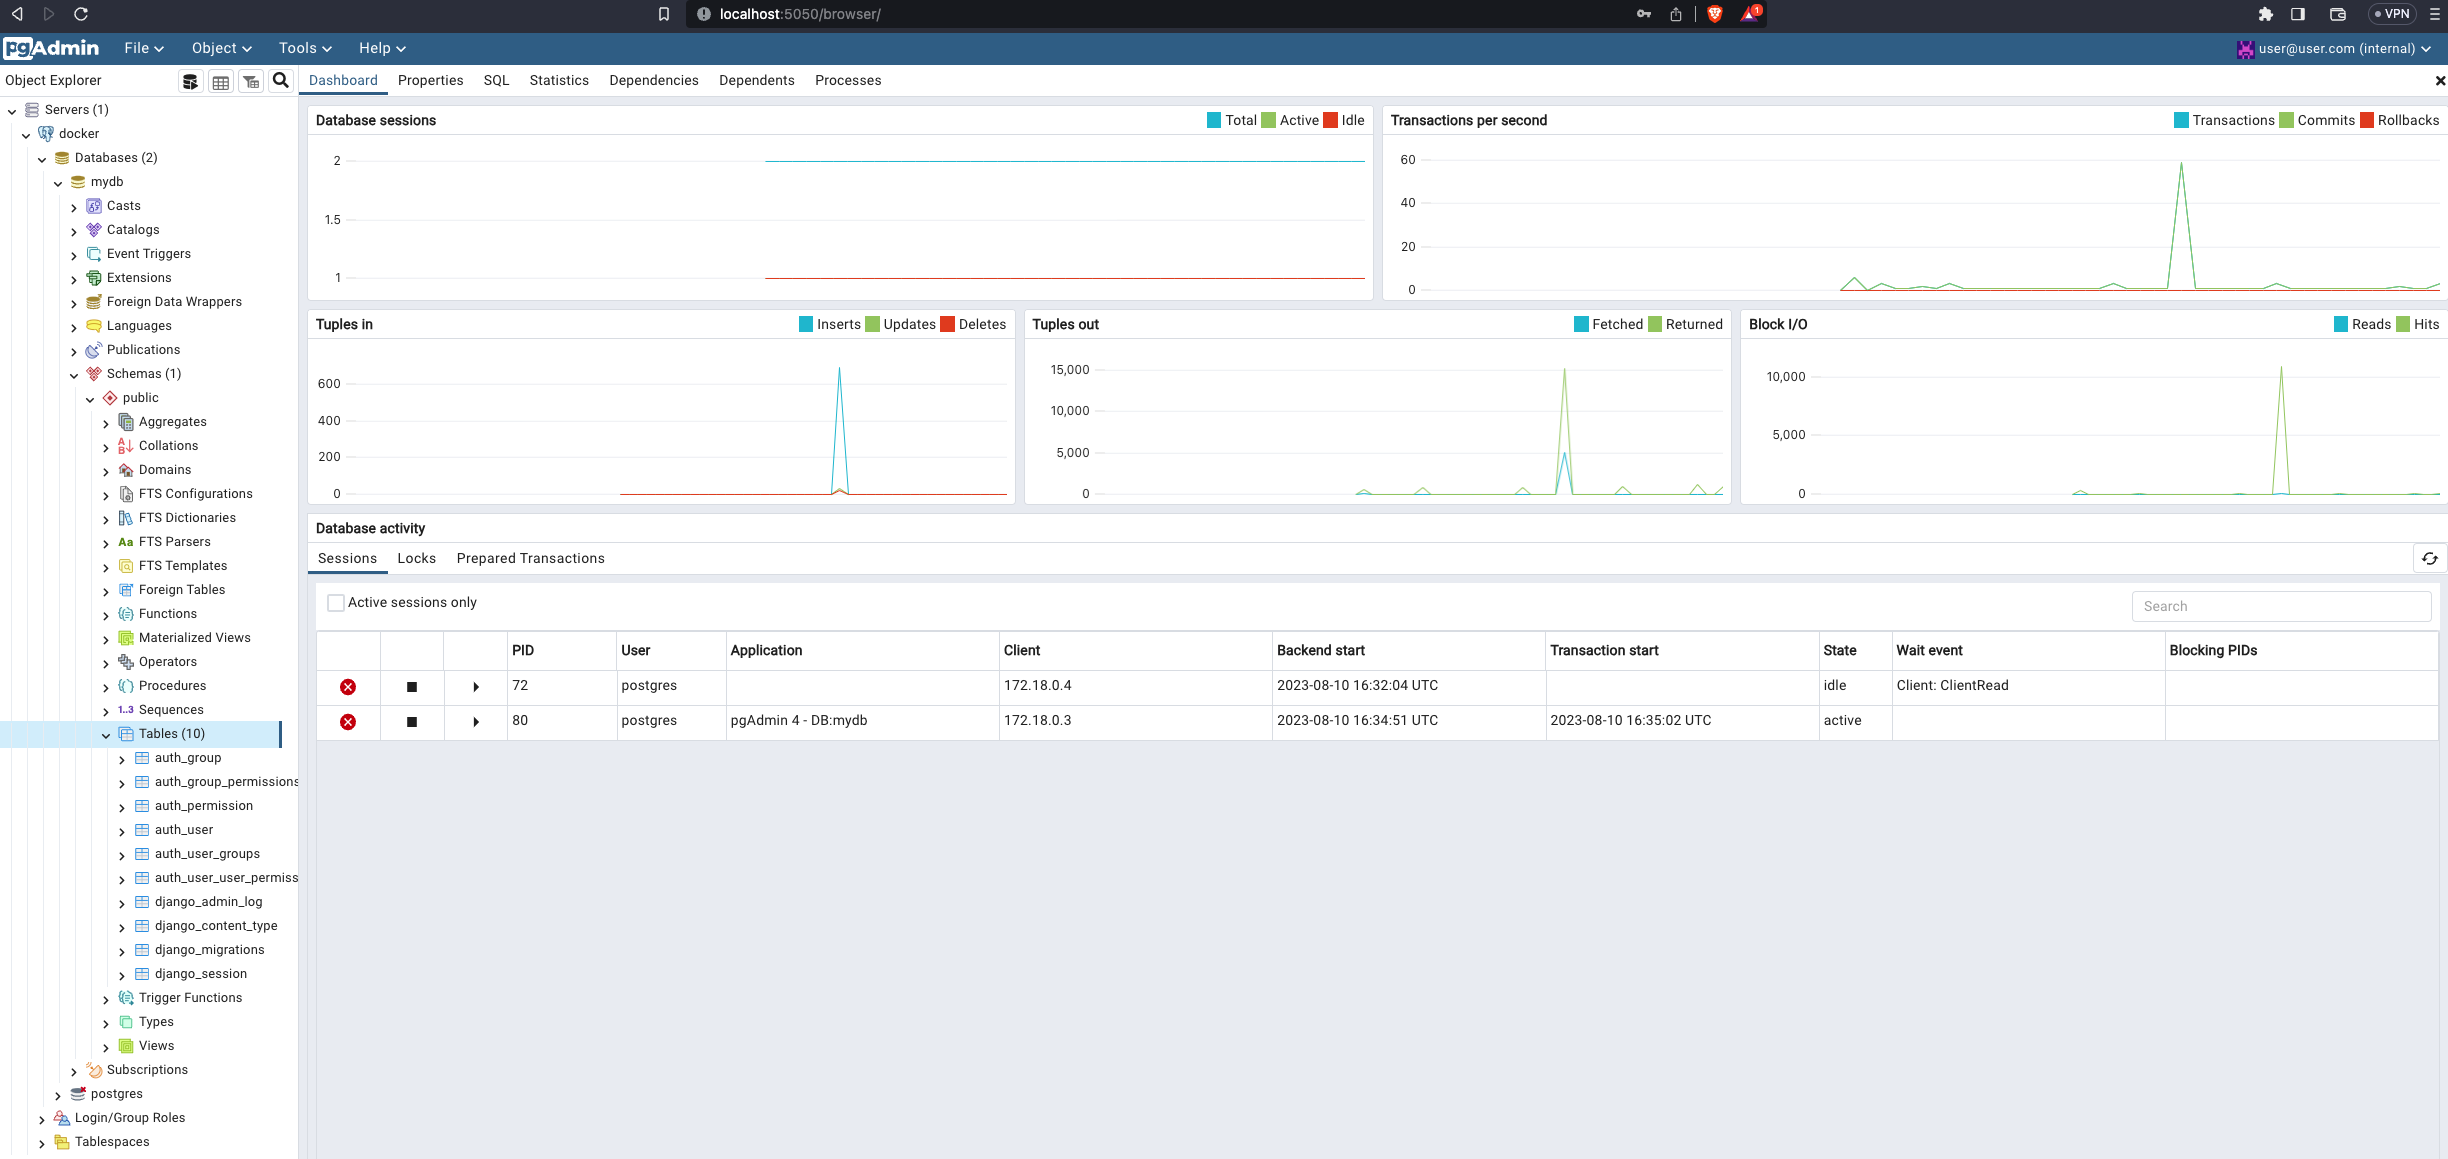 localhost:5050/browser/
1
VPN
pgAdmin File Object Tools Help user@user.com (internal)
Object Explorer
Servers (1)
docker
Databases (2)
mydb
Casts
Catalogs
Event Triggers
Extensions
Foreign Data Wrappers
Languages
Publications
Schemas (1)
public
Aggregates
Collations
Domains
FTS Configurations
FTS Dictionaries
Aa FTS Parsers
FTS Templates
Foreign Tables
Functions
Materialized Views
Operators
Procedures
1..3 Sequences
Tables (10)
auth_group
auth_group_permissions
auth_permission
auth_user
auth_user_groups
auth_user_user_permiss
django_admin_log
django_content_type
django_migrations
django_session
Trigger Functions
Types
Views
Subscriptions
postgres
Login/Group Roles
Tablespaces
Dashboard Properties SQL Statistics Dependencies Dependents Processes
Database sessions Total Active Idle
2
1.5
1
Transactions per second Transactions Commits Rollbacks
60
40
20
0
Tuples in Inserts Updates Deletes
600
400
200
0
Tuples out Fetched Returned
15,000
10,000
5,000
0
Block I/O Reads Hits
10,000
5,000
0
Database activity
Sessions Locks Prepared Transactions
Active sessions only Search
PID User Application Client Backend start Transaction start State Wait event Blocking PIDs
72 postgres 172.18.0.4 2023-08-10 16:32:04 UTC idle Client: ClientRead
80 postgres pgAdmin 4 - DB:mydb 172.18.0.3 2023-08-10 16:34:51 UTC 2023-08-10 16:35:02 UTC active